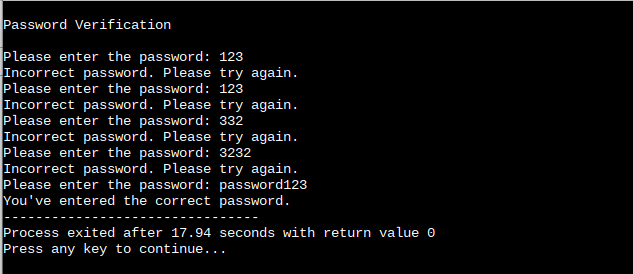 Password Verification
Please enter the password: 123
Incorrect password. Please try again.
Please enter the password: 123
Incorrect password. Please try again.
Please enter the password: 332
Incorrect password. Please try again.
Please enter the password: 3232
Incorrect password. Please try again.
Please enter the password: password123
You've entered the correct password.
--------------------------------
Process exited after 17.94 seconds with return value 0
Press any key to continue...